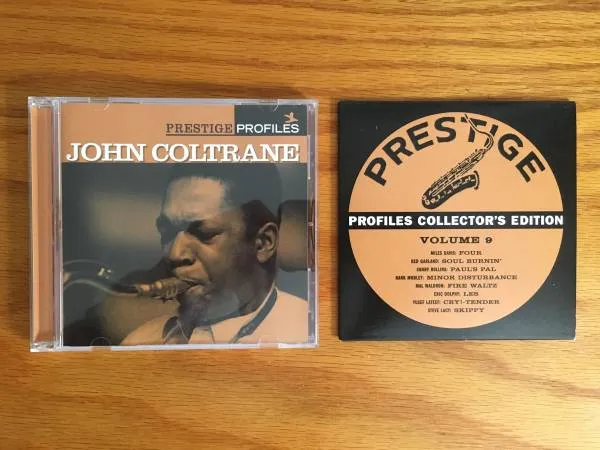 PRESTIGE PROFILES
JOHN COLTRANE
PRESTIGE
PROFILES COLLECTOR'S EDITION
VOLUME 9
MILES DAVIS: FOUR
RED GARLAND: SOUL BURNIN'
SONNY ROLLINS: PAUL'S PAL
HANK MOBLEY: MINOR DISTURBANCE
MAL WALDRON: FIRE WALTZ
ERIC DOLPHY: LES
YUSEF LATEEF: CRY!-TENDER
STEVE LACY: SKIPPY